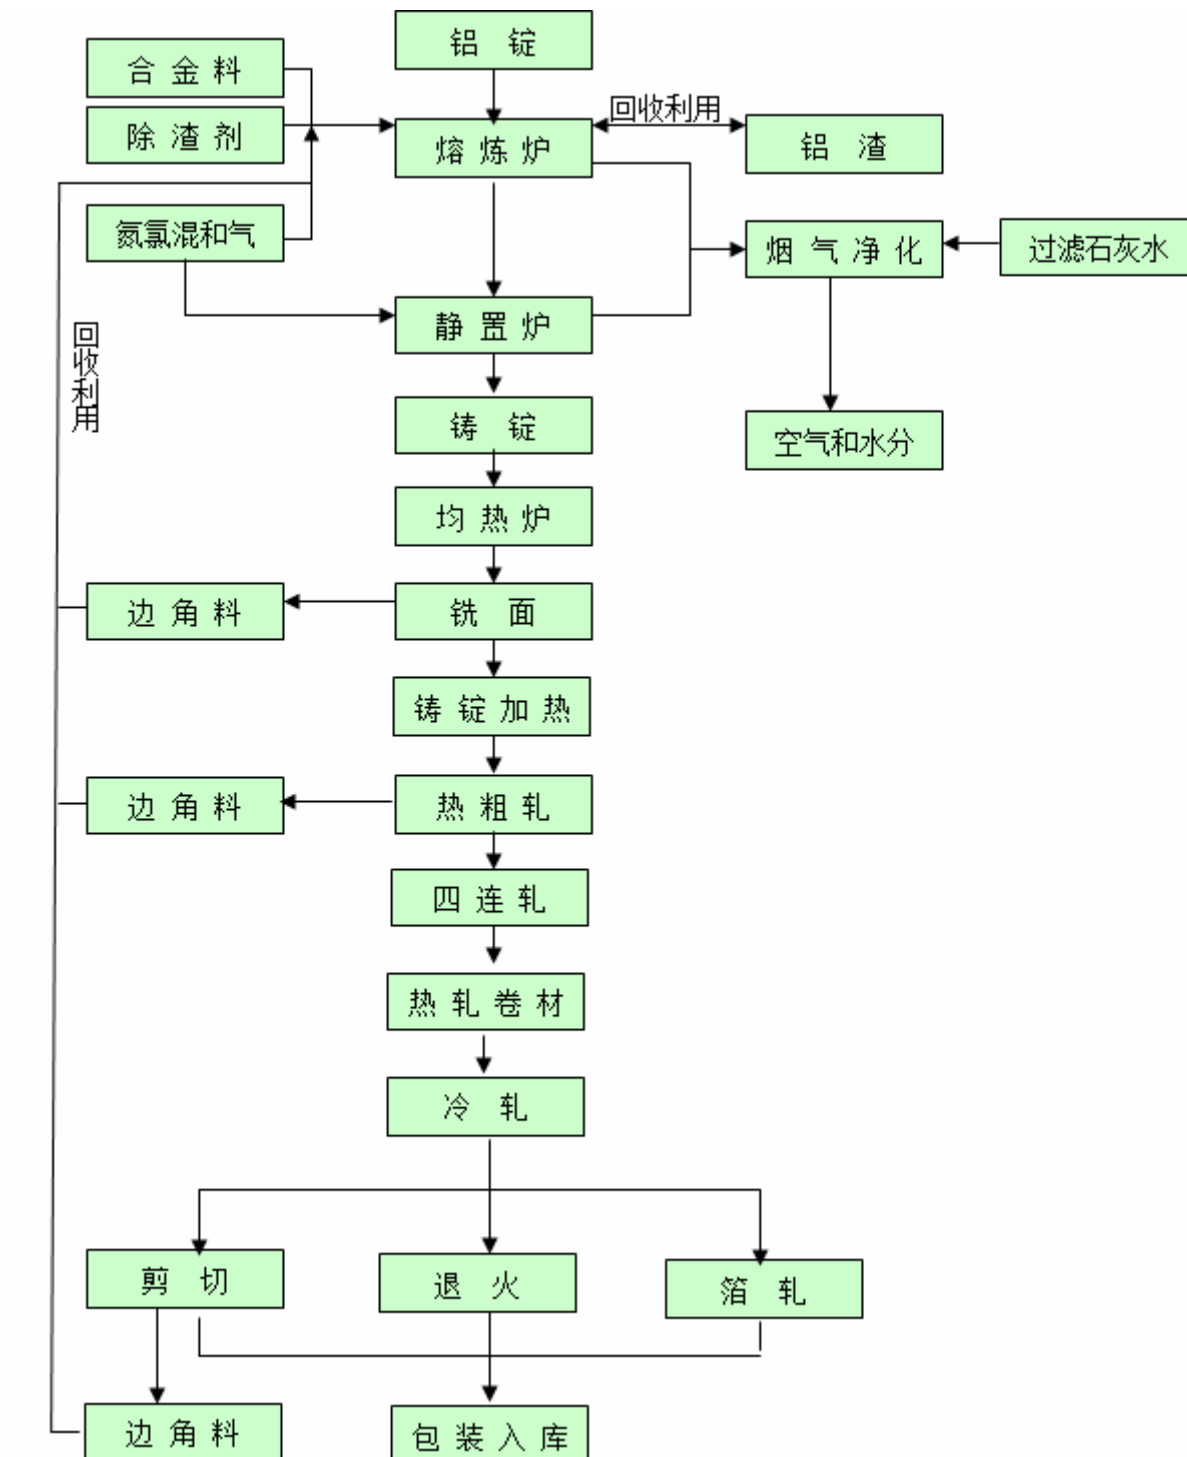 铝 锭
合 金 料
除 渣 剂
回收利用
熔 炼 炉
铝 渣
氮氯混和气
烟 气 净 化
过滤石灰水
静 置 炉
回收利用
铸 锭
空气和水分
均 热 炉
边 角 料
铣 面
铸 锭 加 热
边 角 料
热 粗 轧
四 连 轧
热 轧 卷 材
冷 轧
剪 切
退 火
箔 轧
边 角 料
包 装 入 库